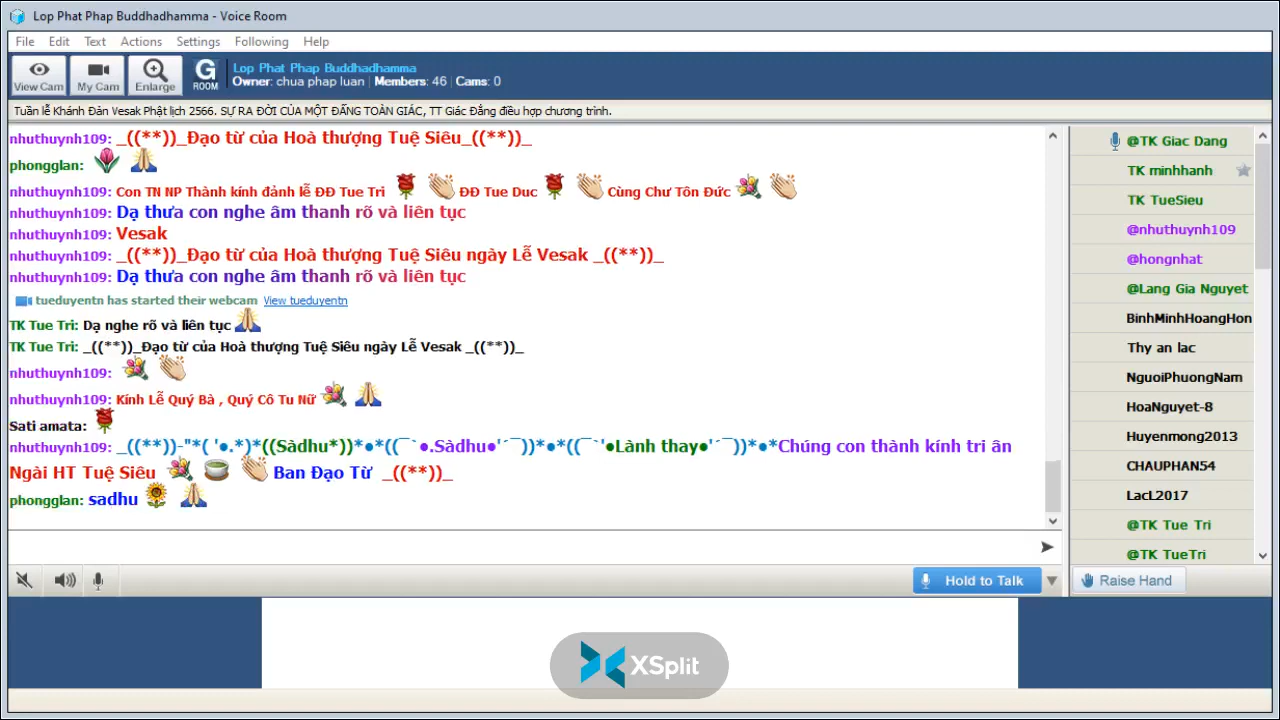 Lop Phat Phap Buddhadhamma - Voice Room
File Edit Text Actions Settings Following Help
View Cam My Cam Enlarge G ROOM
Lop Phat Phap Buddhadhamma
Owner: chua phap luan | Members: 46 | Cams: 0
Tuần lễ Khánh Đản Vesak Phật lịch 2566. SỰ RA ĐỜI CỦA MỘT ĐẤNG TOÀN GIÁC, TT Giác Đẳng điều hợp chương trình.
nhuthuynh109: _((**))_Đạo từ của Hoà thượng Tuệ Siêu_((**))_
phongglan:
nhuthuynh109: Con TN NP Thành kính đảnh lễ ĐĐ Tue Tri ĐĐ Tue Duc Cùng Chư Tôn Đức
nhuthuynh109: Dạ thưa con nghe âm thanh rõ và liên tục
nhuthuynh109: Vesak
nhuthuynh109: _((**))_Đạo từ của Hoà thượng Tuệ Siêu ngày Lễ Vesak _((**))_
nhuthuynh109: Dạ thưa con nghe âm thanh rõ và liên tục
tueduyentn has started their webcam View tueduyentn
TK Tue Tri: Dạ nghe rõ và liên tục
TK Tue Tri: _((**))_Đạo từ của Hoà thượng Tuệ Siêu ngày Lễ Vesak _((**))_
nhuthuynh109:
nhuthuynh109: Kính Lễ Quý Bà , Quý Cô Tu Nữ
Sati amata:
nhuthuynh109: _((**))-"*( '●.*)*((Sàdhu*))*●*((¯`●.Sàdhu●'´¯))*●*((¯`'●Lành thay●'´¯))*●*Chúng con thành kính tri ân
Ngài HT Tuệ Siêu Ban Đạo Từ _((**))_
phongglan: sadhu
Hold to Talk
@TK Giac Dang
TK minhhanh
TK TueSieu
@nhuthuynh109
@hongnhat
@Lang Gia Nguyet
BinhMinhHoangHon
Thy an lac
NguoiPhuongNam
HoaNguyet-8
Huyenmong2013
CHAUPHAN54
LacL2017
@TK Tue Tri
@TK TueTri
Raise Hand
XSplit